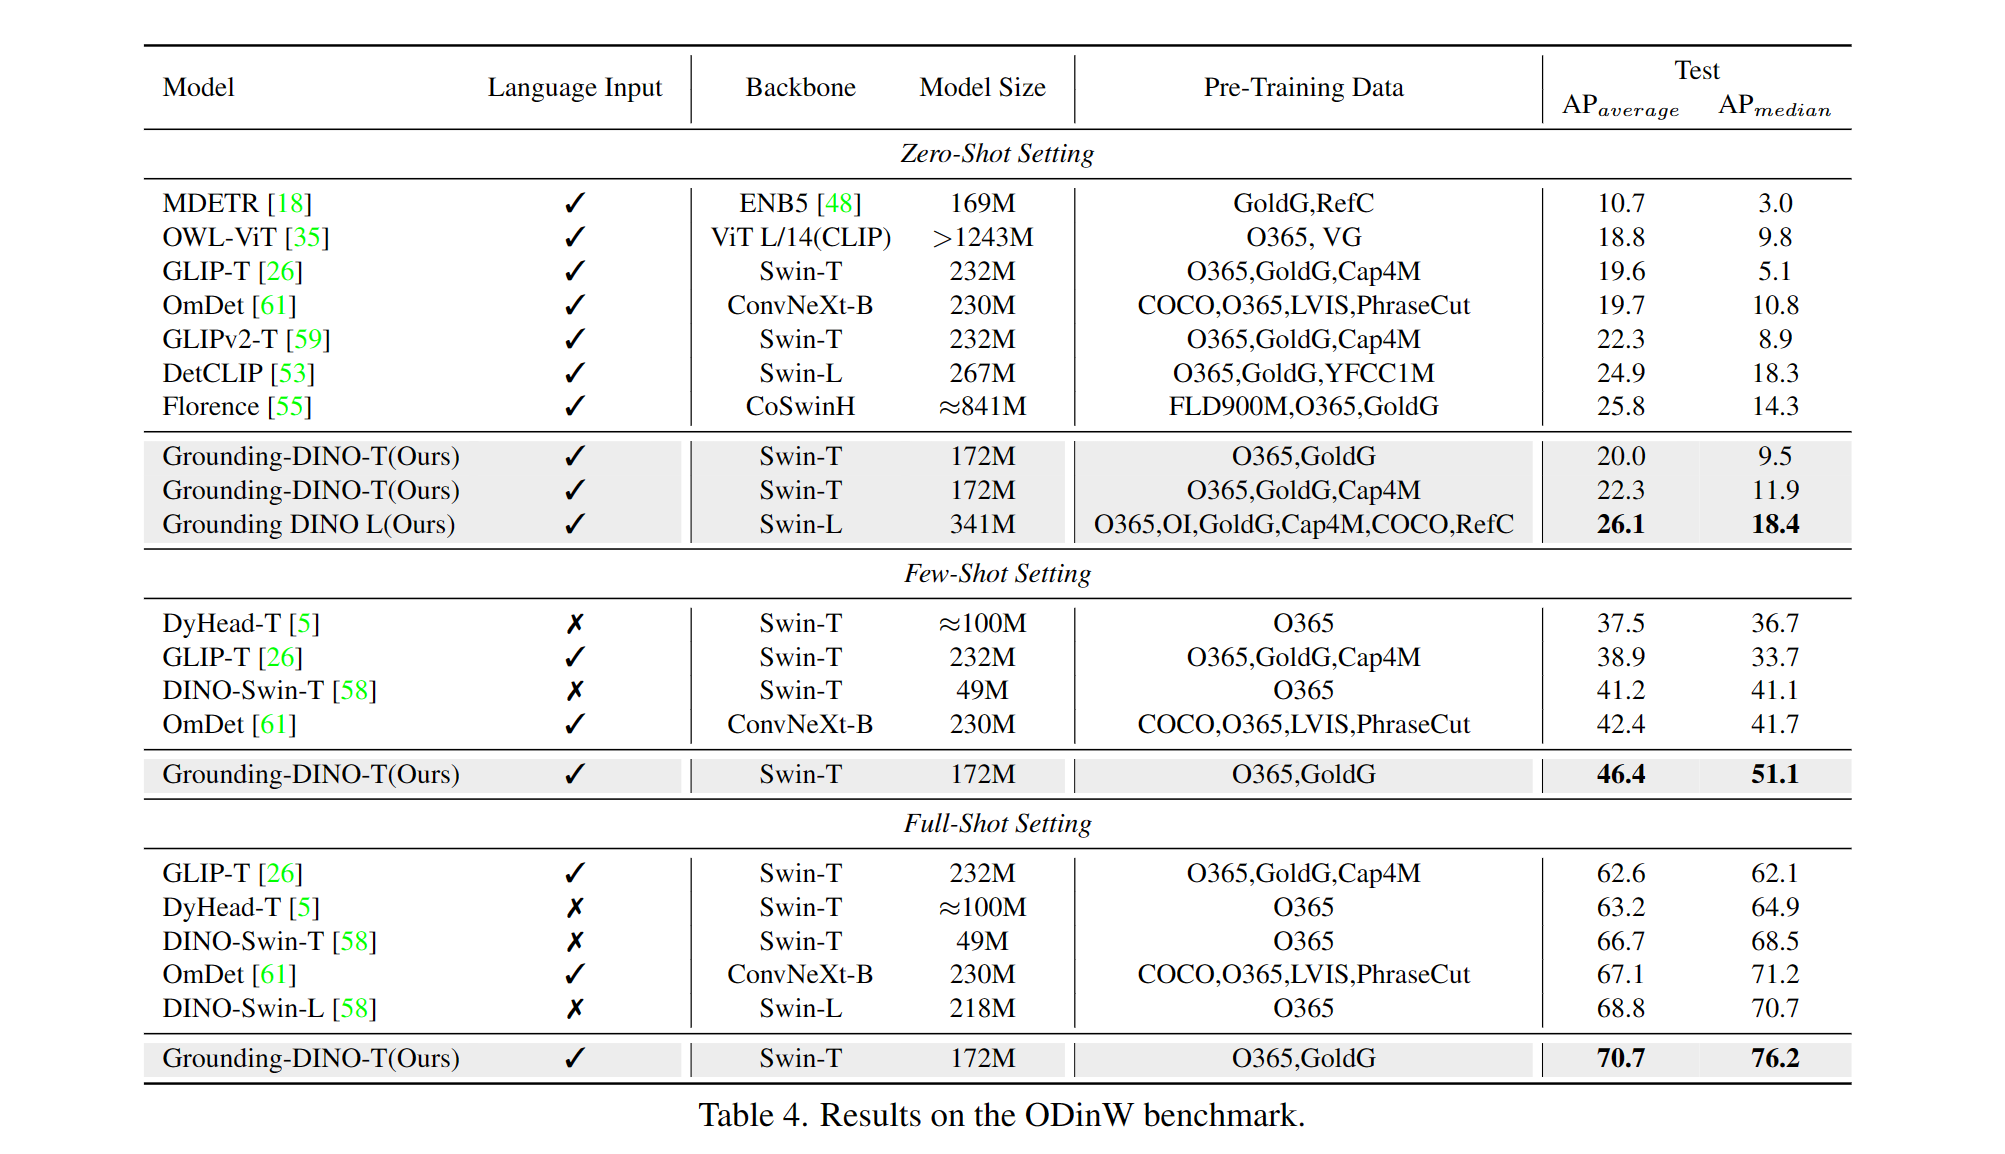 Model Language Input Backbone Model Size Pre-Training Data Test
AP_average AP_median
Zero-Shot Setting
MDETR [18] ✓ ENB5 [48] 169M GoldG,RefC 10.7 3.0
OWL-ViT [35] ✓ ViT L/14(CLIP) >1243M O365, VG 18.8 9.8
GLIP-T [26] ✓ Swin-T 232M O365,GoldG,Cap4M 19.6 5.1
OmDet [61] ✓ ConvNeXt-B 230M COCO,O365,LVIS,PhraseCut 19.7 10.8
GLIPv2-T [59] ✓ Swin-T 232M O365,GoldG,Cap4M 22.3 8.9
DetCLIP [53] ✓ Swin-L 267M O365,GoldG,YFCC1M 24.9 18.3
Florence [55] ✓ CoSwinH ≈841M FLD900M,O365,GoldG 25.8 14.3
Grounding-DINO-T(Ours) ✓ Swin-T 172M O365,GoldG 20.0 9.5
Grounding-DINO-T(Ours) ✓ Swin-T 172M O365,GoldG,Cap4M 22.3 11.9
Grounding DINO L(Ours) ✓ Swin-L 341M O365,OI,GoldG,Cap4M,COCO,RefC 26.1 18.4
Few-Shot Setting
DyHead-T [5] ✗ Swin-T ≈100M O365 37.5 36.7
GLIP-T [26] ✓ Swin-T 232M O365,GoldG,Cap4M 38.9 33.7
DINO-Swin-T [58] ✗ Swin-T 49M O365 41.2 41.1
OmDet [61] ✓ ConvNeXt-B 230M COCO,O365,LVIS,PhraseCut 42.4 41.7
Grounding-DINO-T(Ours) ✓ Swin-T 172M O365,GoldG 46.4 51.1
Full-Shot Setting
GLIP-T [26] ✓ Swin-T 232M O365,GoldG,Cap4M 62.6 62.1
DyHead-T [5] ✗ Swin-T ≈100M O365 63.2 64.9
DINO-Swin-T [58] ✗ Swin-T 49M O365 66.7 68.5
OmDet [61] ✓ ConvNeXt-B 230M COCO,O365,LVIS,PhraseCut 67.1 71.2
DINO-Swin-L [58] ✗ Swin-L 218M O365 68.8 70.7
Grounding-DINO-T(Ours) ✓ Swin-T 172M O365,GoldG 70.7 76.2
Table 4. Results on the ODinW benchmark.